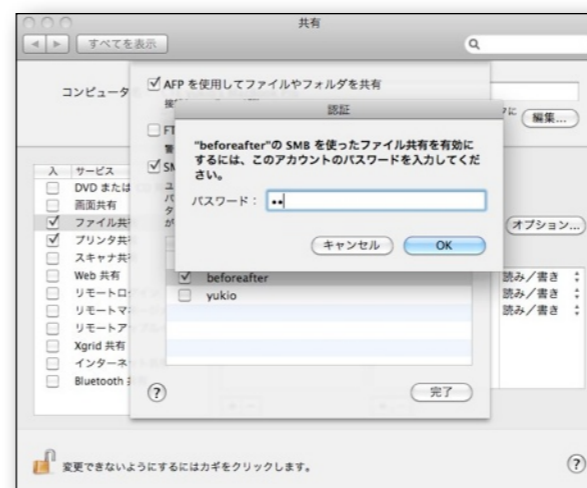 共有
すべてを表示
コンピュータ
AFP を使用してファイルやフォルダを共有
認証
編集...
"beforeafter"の SMB を使ったファイル共有を有効に
するには、このアカウントのパスワードを入力してくだ
さい。
パスワード：
キャンセル
OK
入 サービス
DVD または
画面共有
ファイル共
プリンタ共
スキャナ共
Web 共有
リモートロ
リモートマ
リモートア
Xgrid 共有
インターネ
Bluetooth
オプション...
beforeafter
yukio
読み／書き
読み／書き
読み／書き
?
完了
変更できないようにするにはカギをクリックします。
?